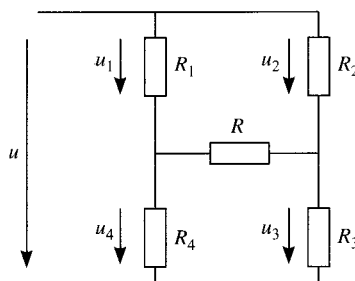 u₁ R₁ u₂ R₂
R
u
u₄ R₄ u₃ R₃